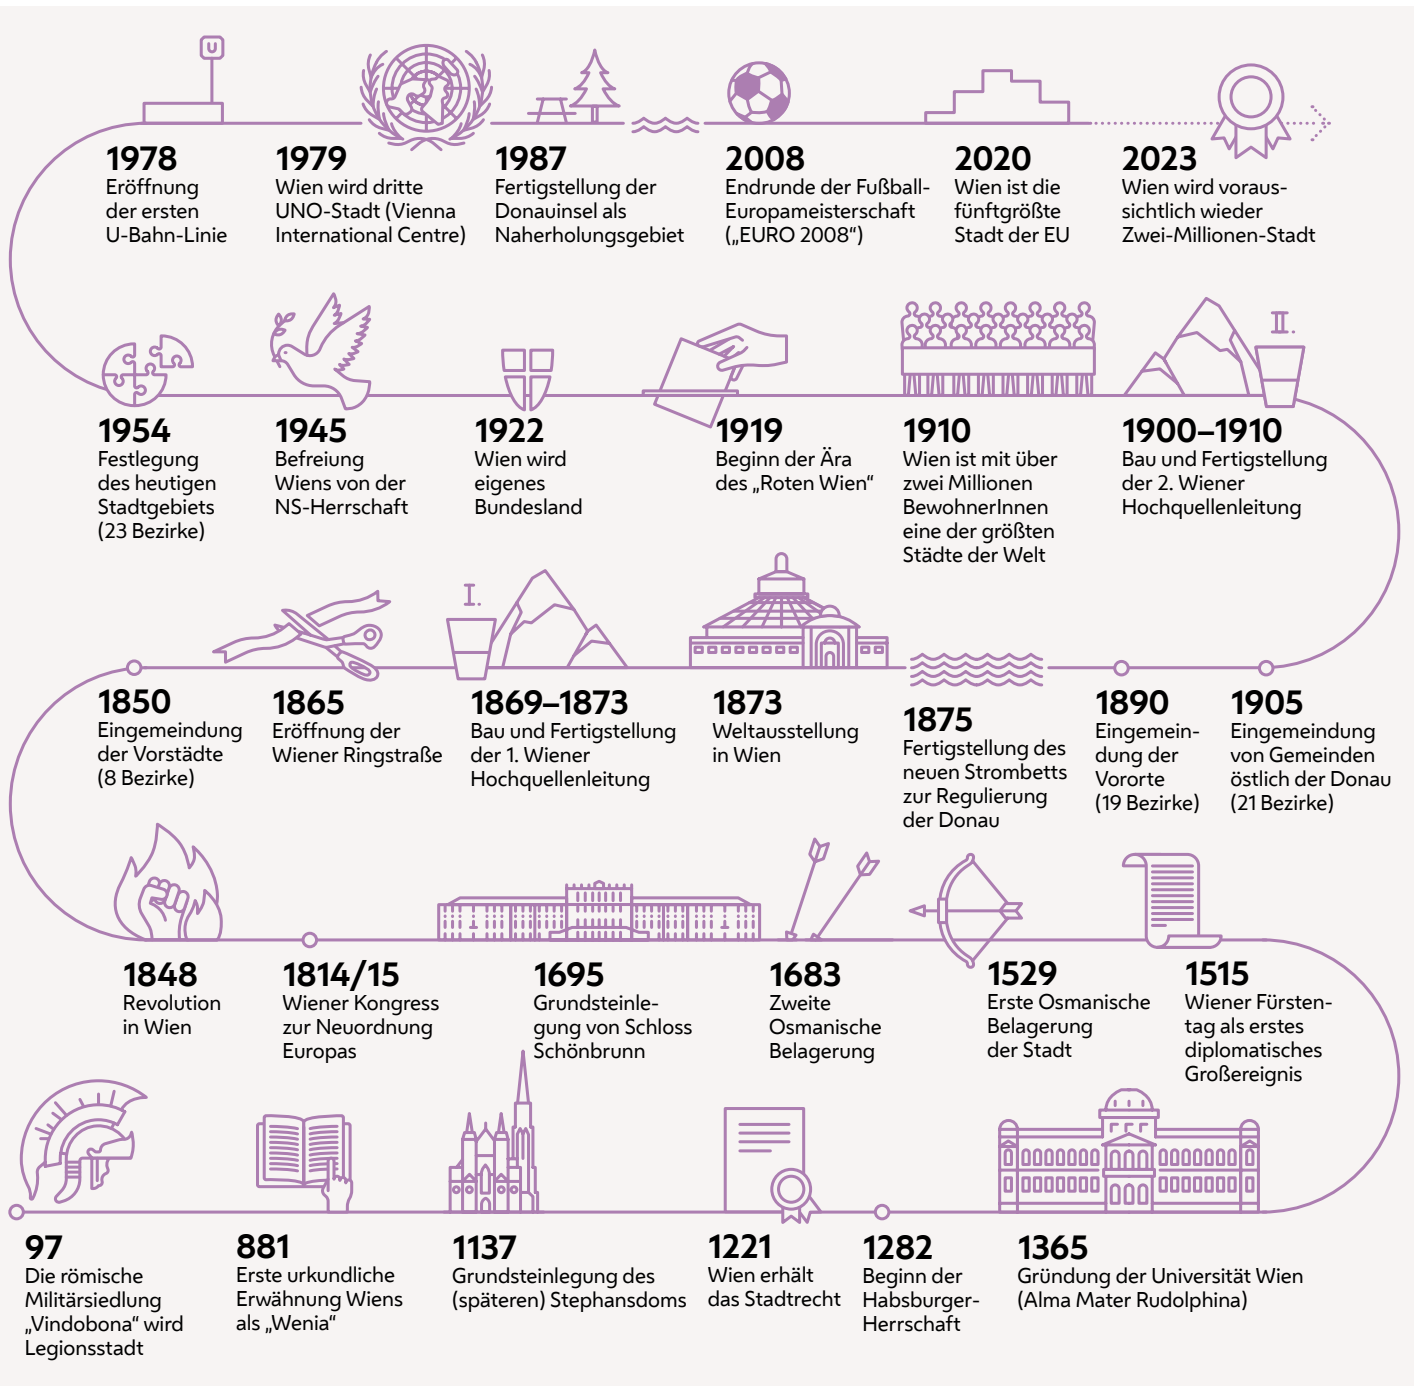 U
1978
Eröffnung
der ersten
U-Bahn-Linie
1979
Wien wird dritte
UNO-Stadt (Vienna
International Centre)
1987
Fertigstellung der
Donauinsel als
Naherholungsgebiet
2008
Endrunde der Fußball-
Europameisterschaft
(„EURO 2008“)
2020
Wien ist die
fünftgrößte
Stadt der EU
2023
Wien wird voraus-
sichtlich wieder
Zwei-Millionen-Stadt
1954
Festlegung
des heutigen
Stadtgebiets
(23 Bezirke)
1945
Befreiung
Wiens von der
NS-Herrschaft
1922
Wien wird
eigenes
Bundesland
1919
Beginn der Ära
des „Roten Wien“
1910
Wien ist mit über
zwei Millionen
BewohnerInnen
eine der größten
Städte der Welt
II.
1900–1910
Bau und Fertigstellung
der 2. Wiener
Hochquellenleitung
1850
Eingemeindung
der Vorstädte
(8 Bezirke)
1865
Eröffnung der
Wiener Ringstraße
I.
1869–1873
Bau und Fertigstellung
der 1. Wiener
Hochquellenleitung
1873
Weltausstellung
in Wien
1875
Fertigstellung des
neuen Strombetts
zur Regulierung
der Donau
1890
Eingemein-
dung der
Vororte
(19 Bezirke)
1905
Eingemeindung
von Gemeinden
östlich der Donau
(21 Bezirke)
1848
Revolution
in Wien
1814/15
Wiener Kongress
zur Neuordnung
Europas
1695
Grundsteinle-
gung von Schloss
Schönbrunn
1683
Zweite
Osmanische
Belagerung
1529
Erste Osmanische
Belagerung
der Stadt
1515
Wiener Fürsten-
tag als erstes
diplomatisches
Großereignis
97
Die römische
Militärsiedlung
„Vindobona“ wird
Legionsstadt
881
Erste urkundliche
Erwähnung Wiens
als „Wenia“
1137
Grundsteinlegung des
(späteren) Stephansdoms
1221
Wien erhält
das Stadtrecht
1282
Beginn der
Habsburger-
Herrschaft
1365
Gründung der Universität Wien
(Alma Mater Rudolphina)